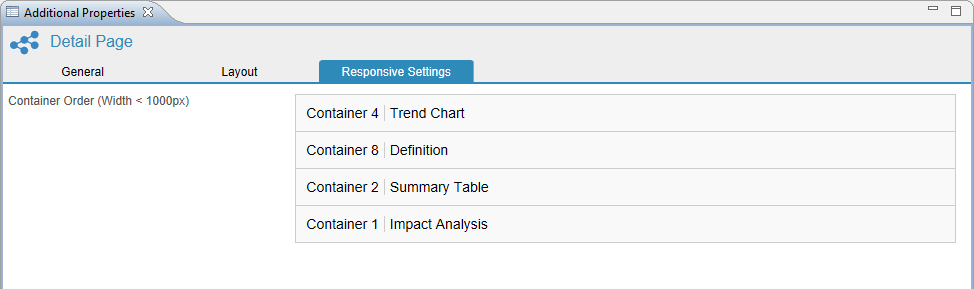 Additional Properties
Detail Page
General Layout Responsive Settings
Container Order (Width < 1000px)
Container 4 Trend Chart
Container 8 Definition
Container 2 Summary Table
Container 1 Impact Analysis